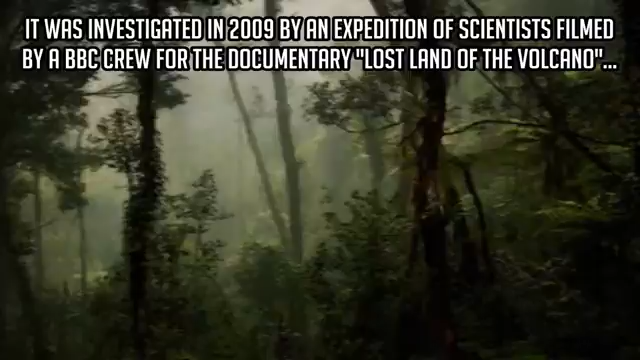 IT WAS INVESTIGATED IN 2009 BY AN EXPEDITION OF SCIENTISTS FILMED
BY A BBC CREW FOR THE DOCUMENTARY "LOST LAND OF THE VOLCANO"...